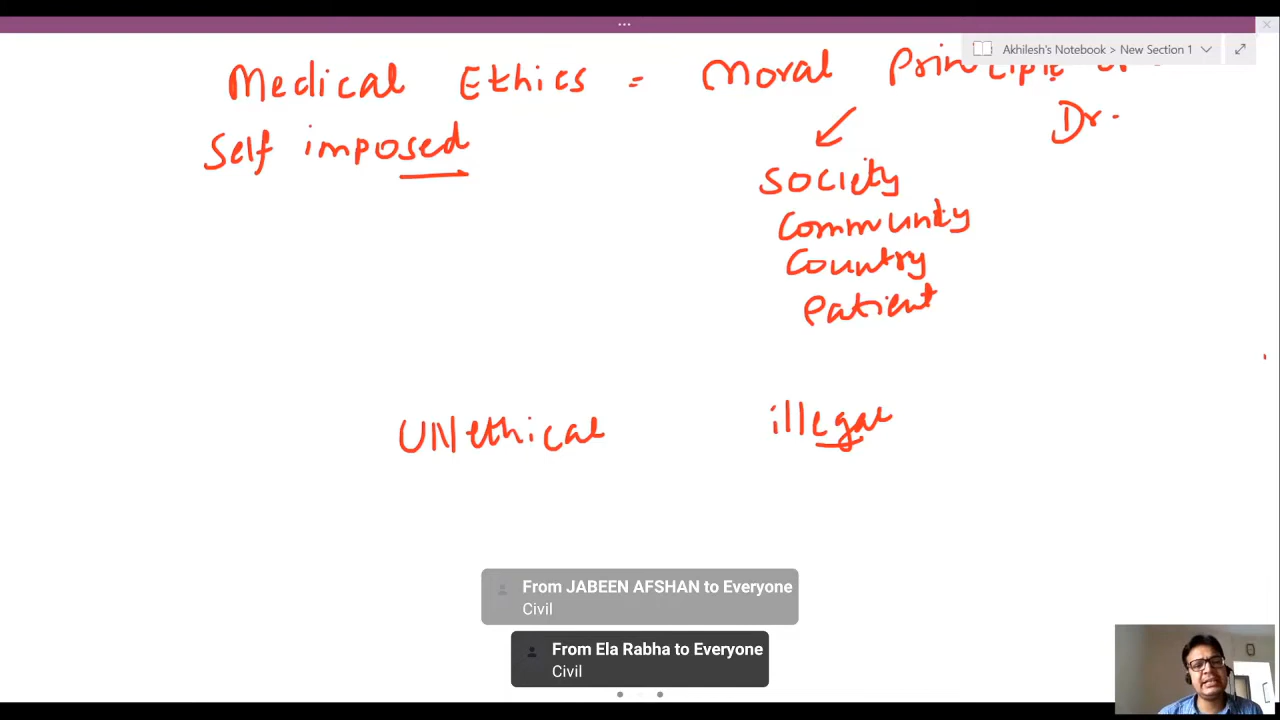 ...
Akhilesh's Notebook > New Section 1
Medical Ethics = Moral Principle
Dr.
Self imposed
Society
Community
Country
Patient
UNethical illegal
From JABEEN AFSHAN to Everyone
Civil
From Ela Rabha to Everyone
Civil